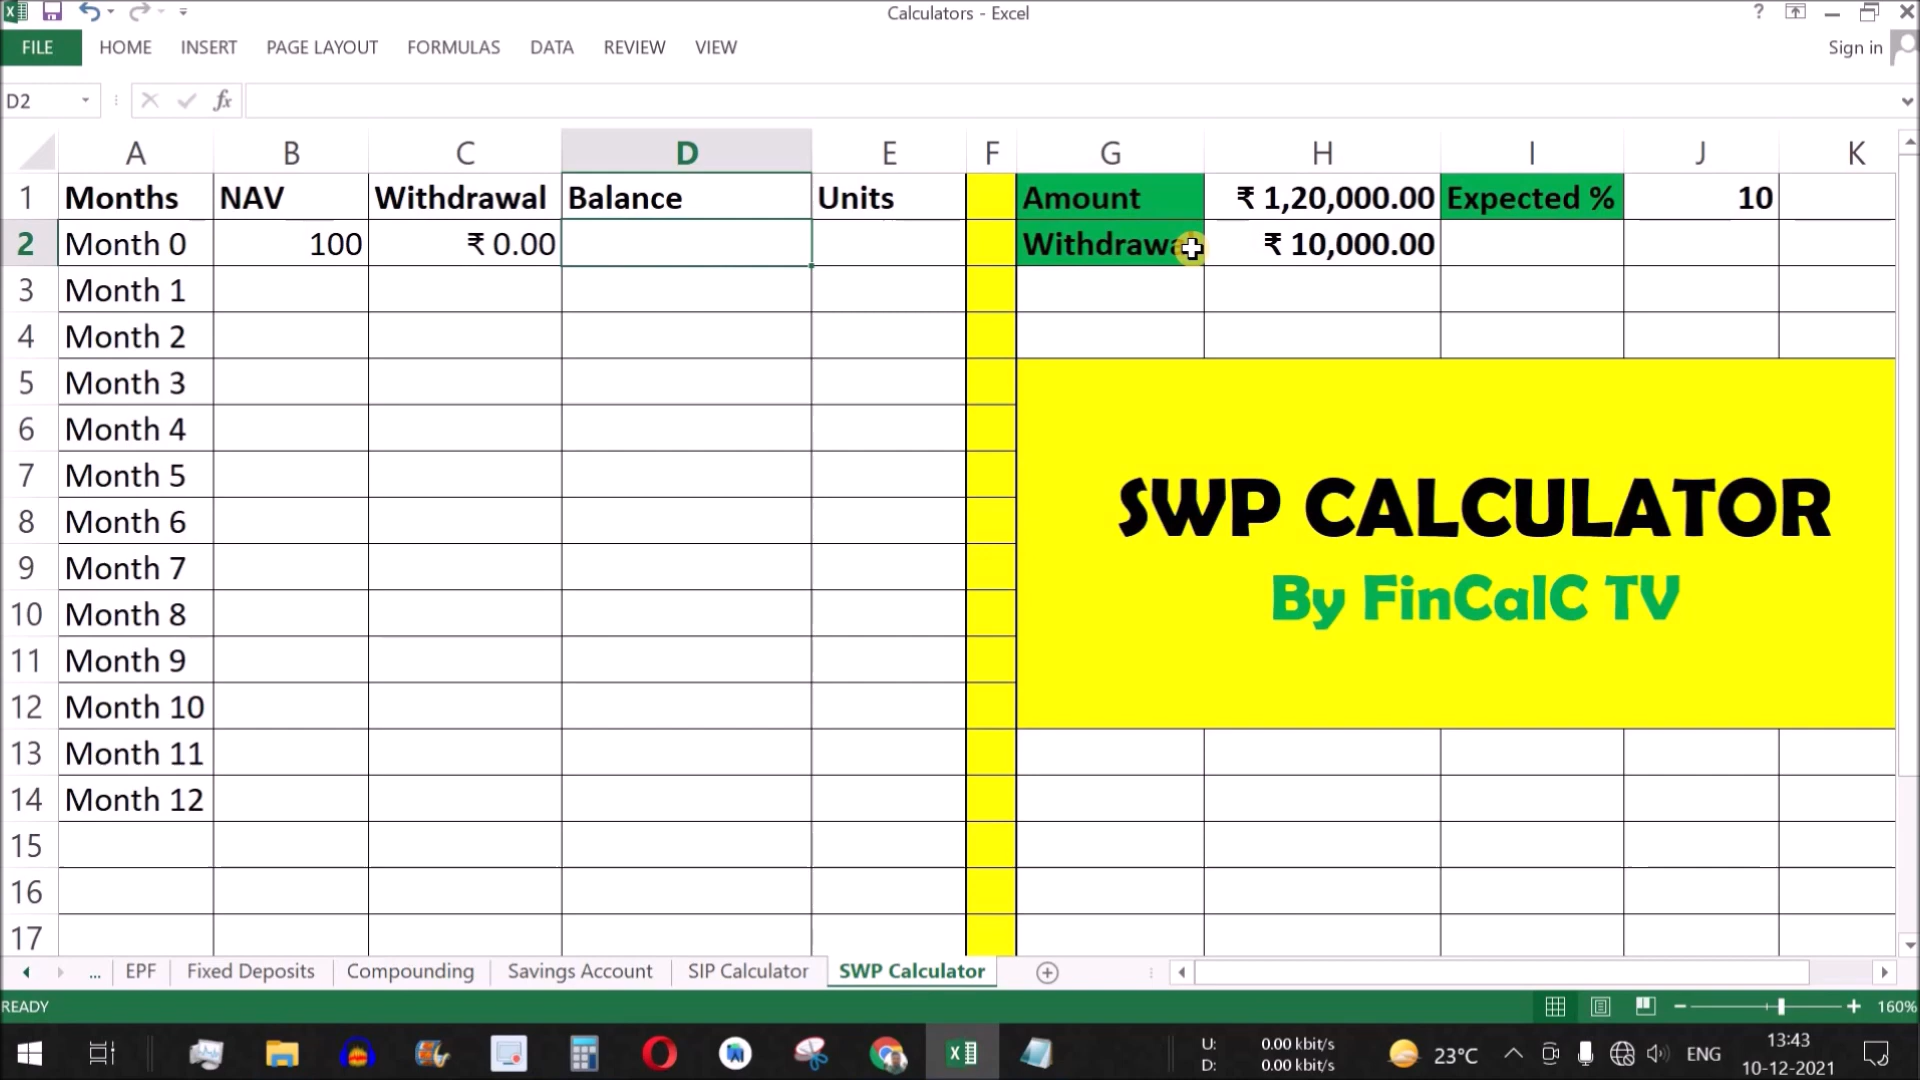 Calculators - Excel
?
FILE HOME INSERT PAGE LAYOUT FORMULAS DATA REVIEW VIEW Sign in
D2 fx
A B C D E F G H I J K
1 Months NAV Withdrawal Balance Units Amount ₹ 1,20,000.00 Expected % 10
2 Month 0 100 ₹ 0.00 Withdrawal ₹ 10,000.00
3 Month 1
4 Month 2
5 Month 3
6 Month 4
7 Month 5
8 Month 6
SWP CALCULATOR
9 Month 7
10 Month 8
By FinCalC TV
11 Month 9
12 Month 10
13 Month 11
14 Month 12
15
16
17
... EPF Fixed Deposits Compounding Savings Account SIP Calculator SWP Calculator
READY 160%
U: 0.00 kbit/s
D: 0.00 kbit/s
23°C ENG
13:43
10-12-2021